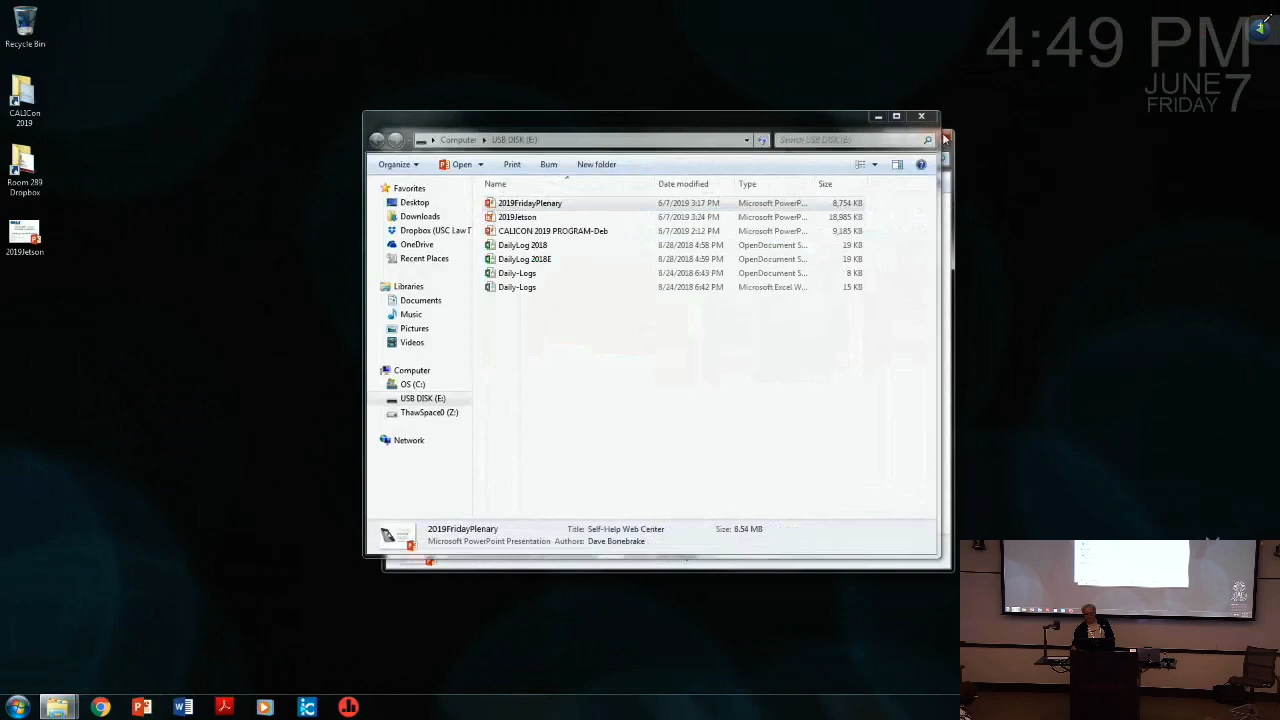 4:49 PM
JUNE 7
FRIDAY
Recycle Bin
CALICon
2019
Room 289
Dropbox
2019Jetson
Computer
USB DISK (E:)
Search USB DISK (E:)
Organize
Open
Print
Burn
New folder
Name
Date modified
Type
Size
Favorites
Desktop
Downloads
Dropbox (USC Law
OneDrive
Recent Places
Libraries
Documents
Music
Pictures
Videos
Computer
OS (C:)
USB DISK (E:)
ThawSpace0 (Z:)
Network
2019FridayPlenary 6/7/2019 3:17 PM Microsoft PowerP... 8,754 KB
2019Jetson 6/7/2019 3:24 PM Microsoft PowerP... 18,985 KB
CALICON 2019 PROGRAM-Deb 6/7/2019 2:12 PM Microsoft PowerP... 9,185 KB
DailyLog 2018 8/28/2018 4:58 PM OpenDocument S... 19 KB
DailyLog 2018E 8/28/2018 4:59 PM OpenDocument S... 19 KB
Daily-Logs 8/24/2018 6:43 PM OpenDocument S... 8 KB
Daily-Logs 8/24/2018 6:42 PM Microsoft Excel W... 15 KB
2019FridayPlenary Title: Self-Help Web Center Size: 8.54 MB
Microsoft PowerPoint Presentation Authors: Dave Bonebrake